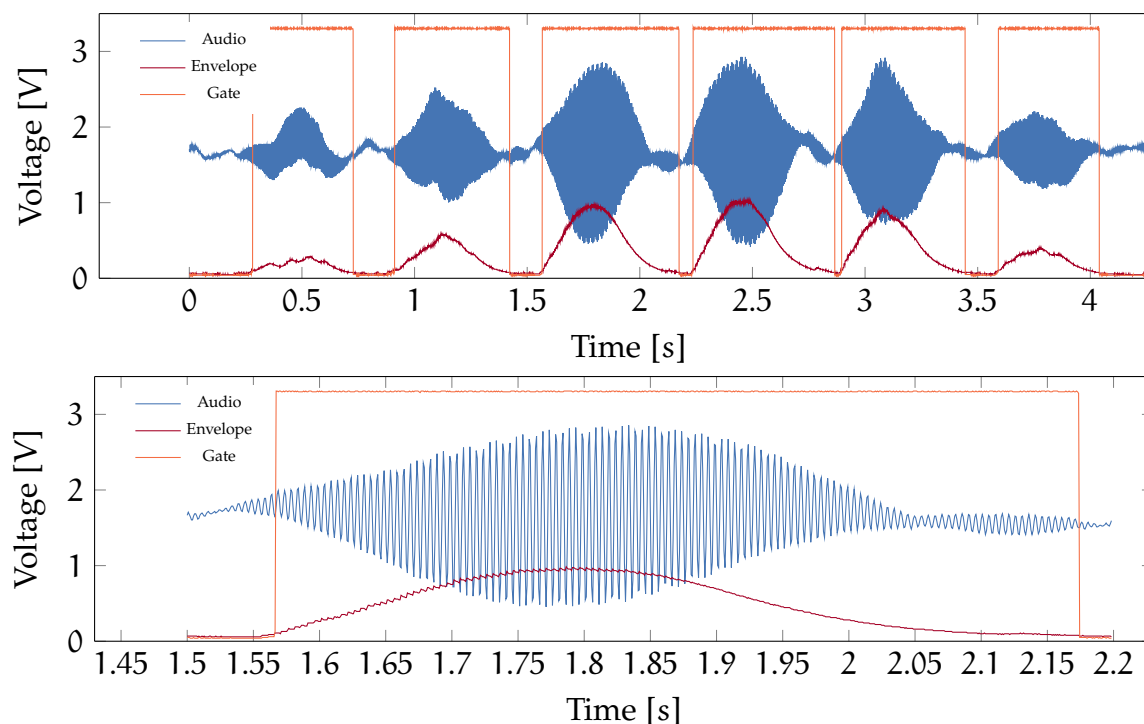 Voltage [V]
3
2
1
0
Audio
Envelope
Gate
0 0.5 1 1.5 2 2.5 3 3.5 4
Time [s]
Voltage [V]
3
2
1
0
Audio
Envelope
Gate
1.45 1.5 1.55 1.6 1.65 1.7 1.75 1.8 1.85 1.9 1.95 2 2.05 2.1 2.15 2.2
Time [s]